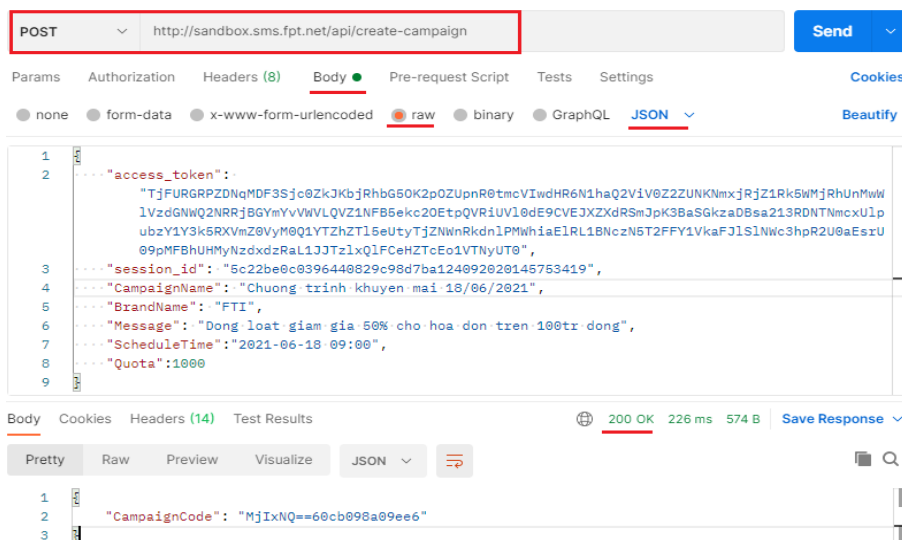 POST http://sandbox.sms.fpt.net/api/create-campaign Send
Params Authorization Headers (8) Body Pre-request Script Tests Settings Cookies
none form-data x-www-form-urlencoded raw binary GraphQL JSON Beautify
1 {
2 "access_token":
"TjFURGRPZDNqMDF3Sjc0ZkJKbjRhbG5OK2pOZUpnR0tmcVIwdHR6N1haQ2ViV0Z2ZUNKNmxjRjZ1Rk5WMjRhUnMwW
lVzdGNWQ2NRRjBGYmYvVWVLQVZ1NFB5ekc2OEtpQVRiUVl0dE9CVEJXZXdRSmJpK3BaSGkzaDBsa213RDNTNmcxUlp
ubzY1Y3k5RXVmZ0VyM0Q1YTZhZTl5eUtyTjZNWnRkdnlPMWhiaElRL1BNczN5T2FFY1VkaFJlSlNWc3hpR2U0aEsrU
09pMFBhUHMyNzdxdzRaL1JJTzlxQlFCeHZTcEo1VTNyUT0",
3 "session_id": "5c22be0c0396440829c98d7ba124092020145753419",
4 "CampaignName": "Chuong trinh khuyen mai 18/06/2021",
5 "BrandName": "FTI",
6 "Message": "Dong loat giam gia 50% cho hoa don tren 100tr dong",
7 "ScheduleTime":"2021-06-18 09:00",
8 "Quota":1000
9 }
Body Cookies Headers (14) Test Results 200 OK 226 ms 574 B Save Response
Pretty Raw Preview Visualize JSON
1 {
2 "CampaignCode": "MjIxNQ==60cb098a09ee6"
3 }